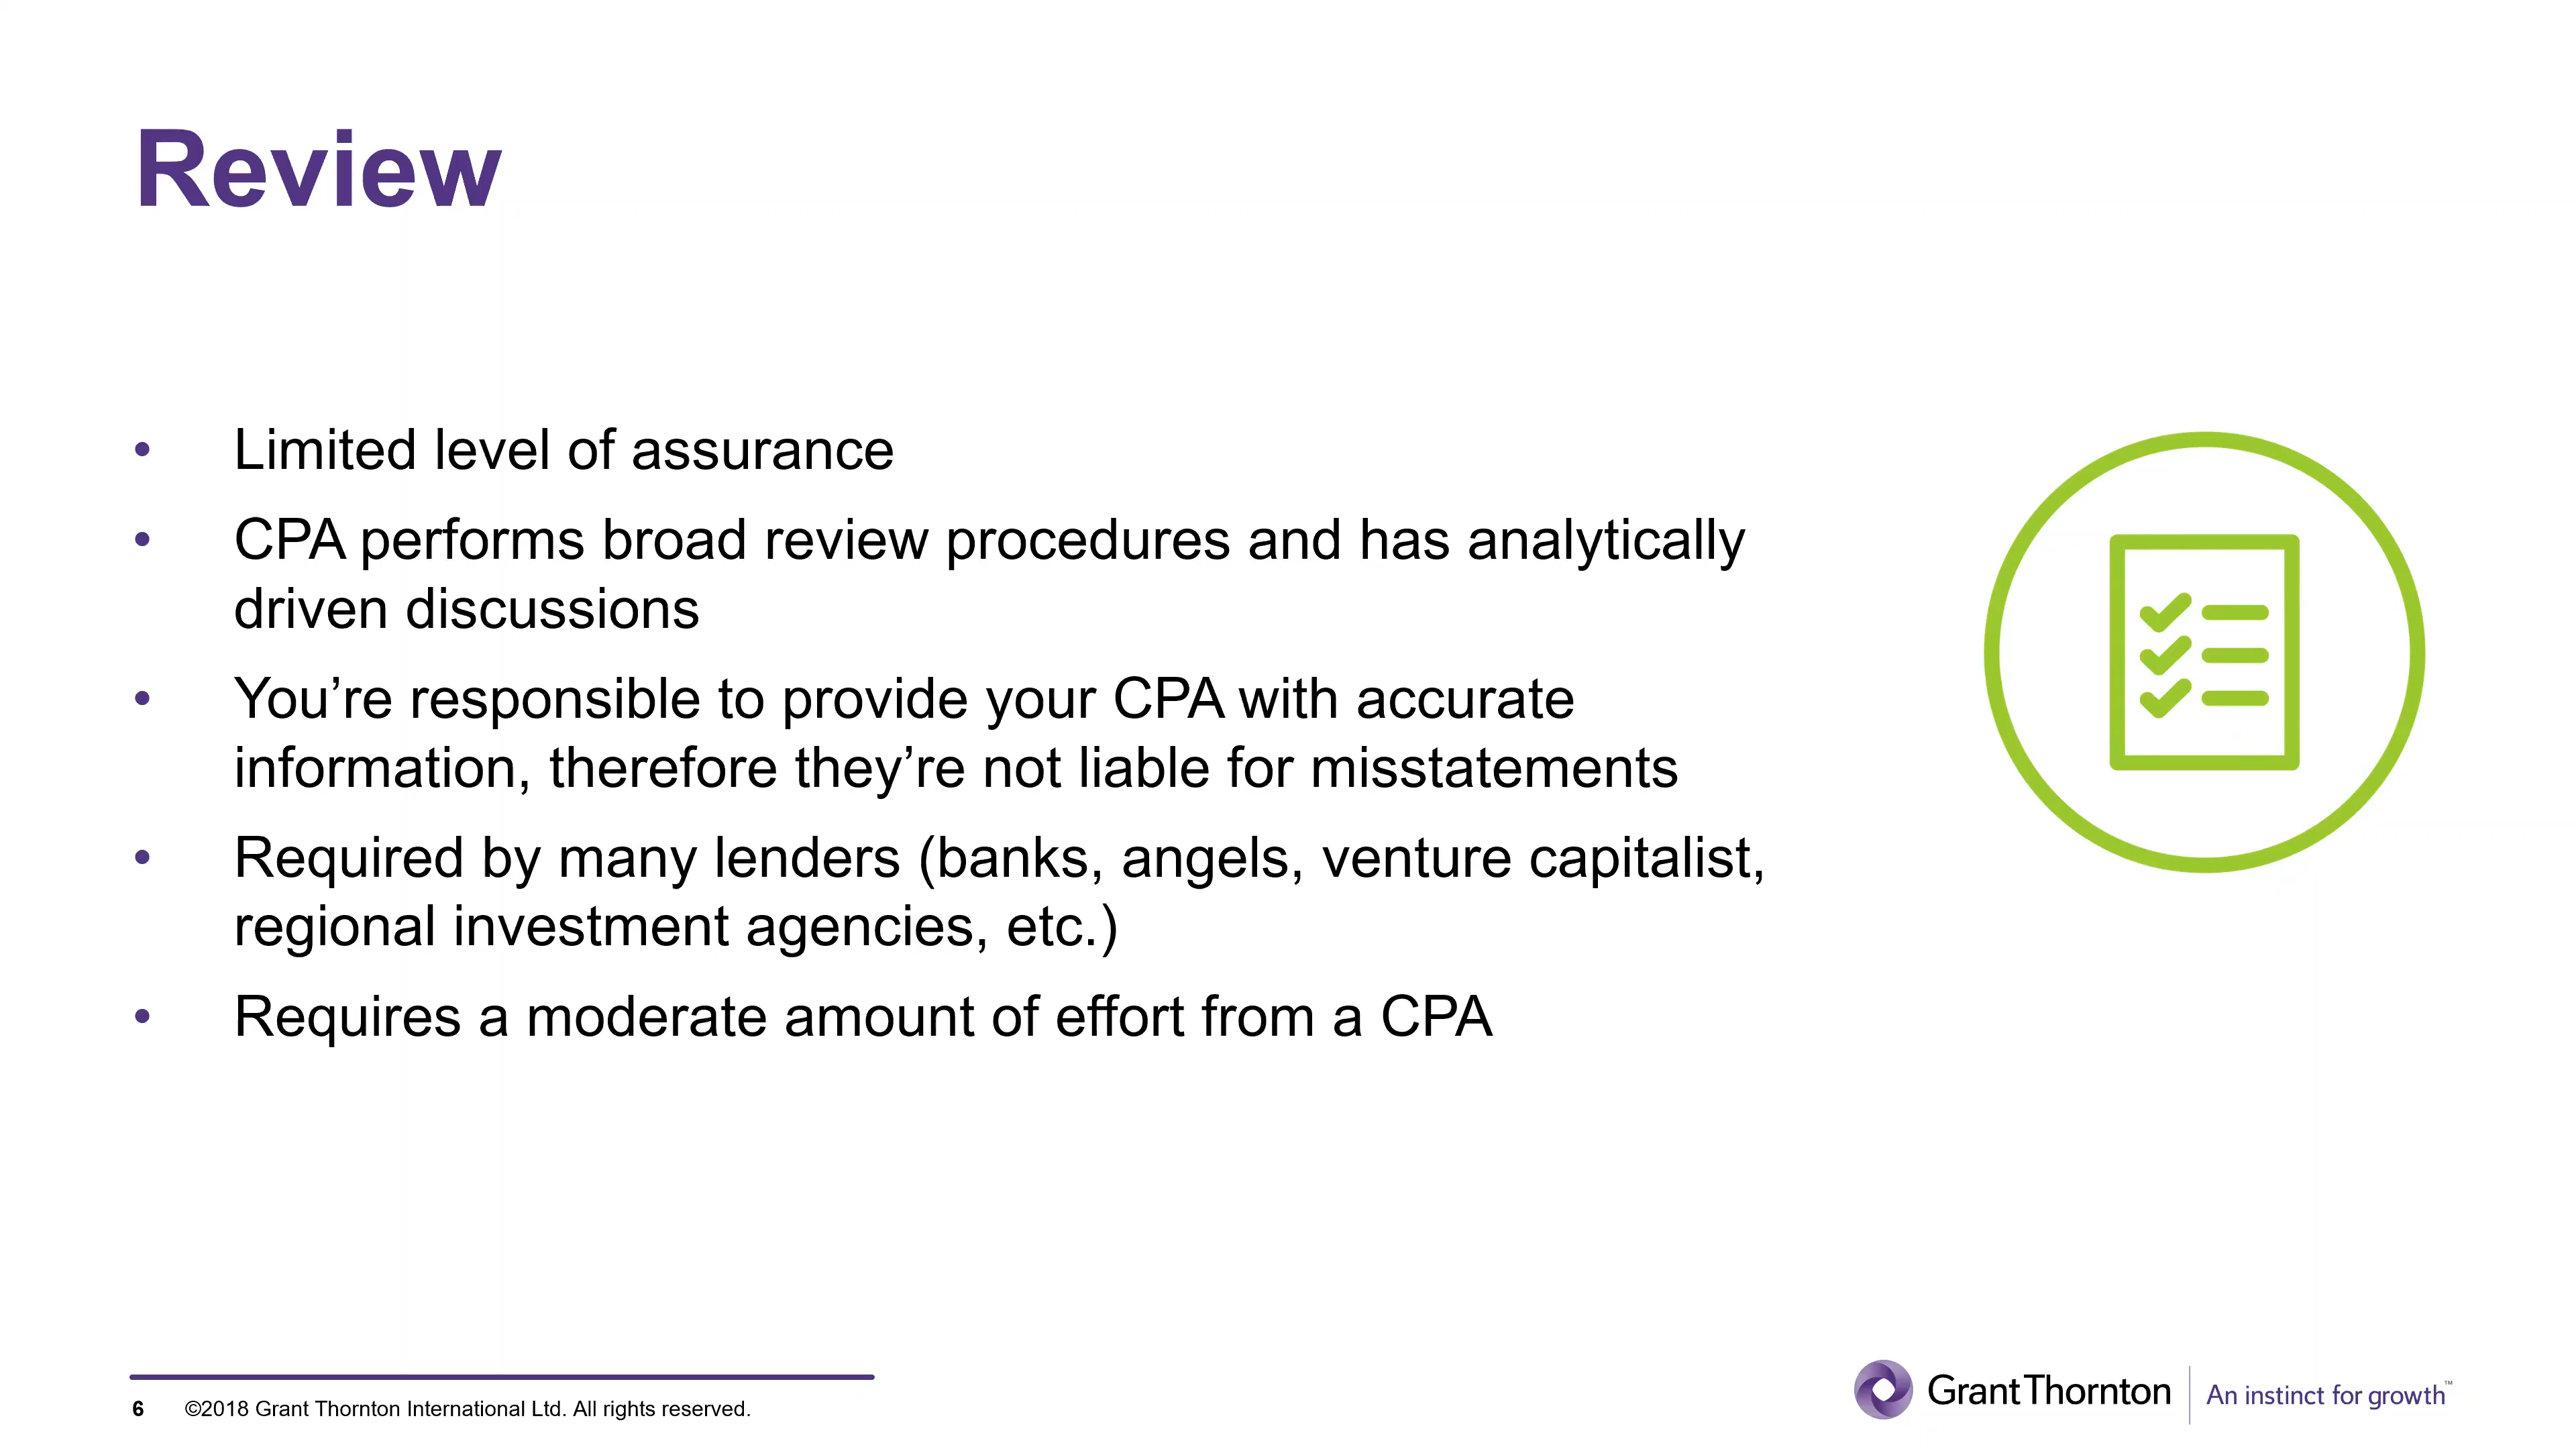 Review
• Limited level of assurance
• CPA performs broad review procedures and has analytically
driven discussions
• You’re responsible to provide your CPA with accurate
information, therefore they’re not liable for misstatements
• Required by many lenders (banks, angels, venture capitalist,
regional investment agencies, etc.)
• Requires a moderate amount of effort from a CPA
6 ©2018 Grant Thornton International Ltd. All rights reserved.
GrantThornton An instinct for growth™